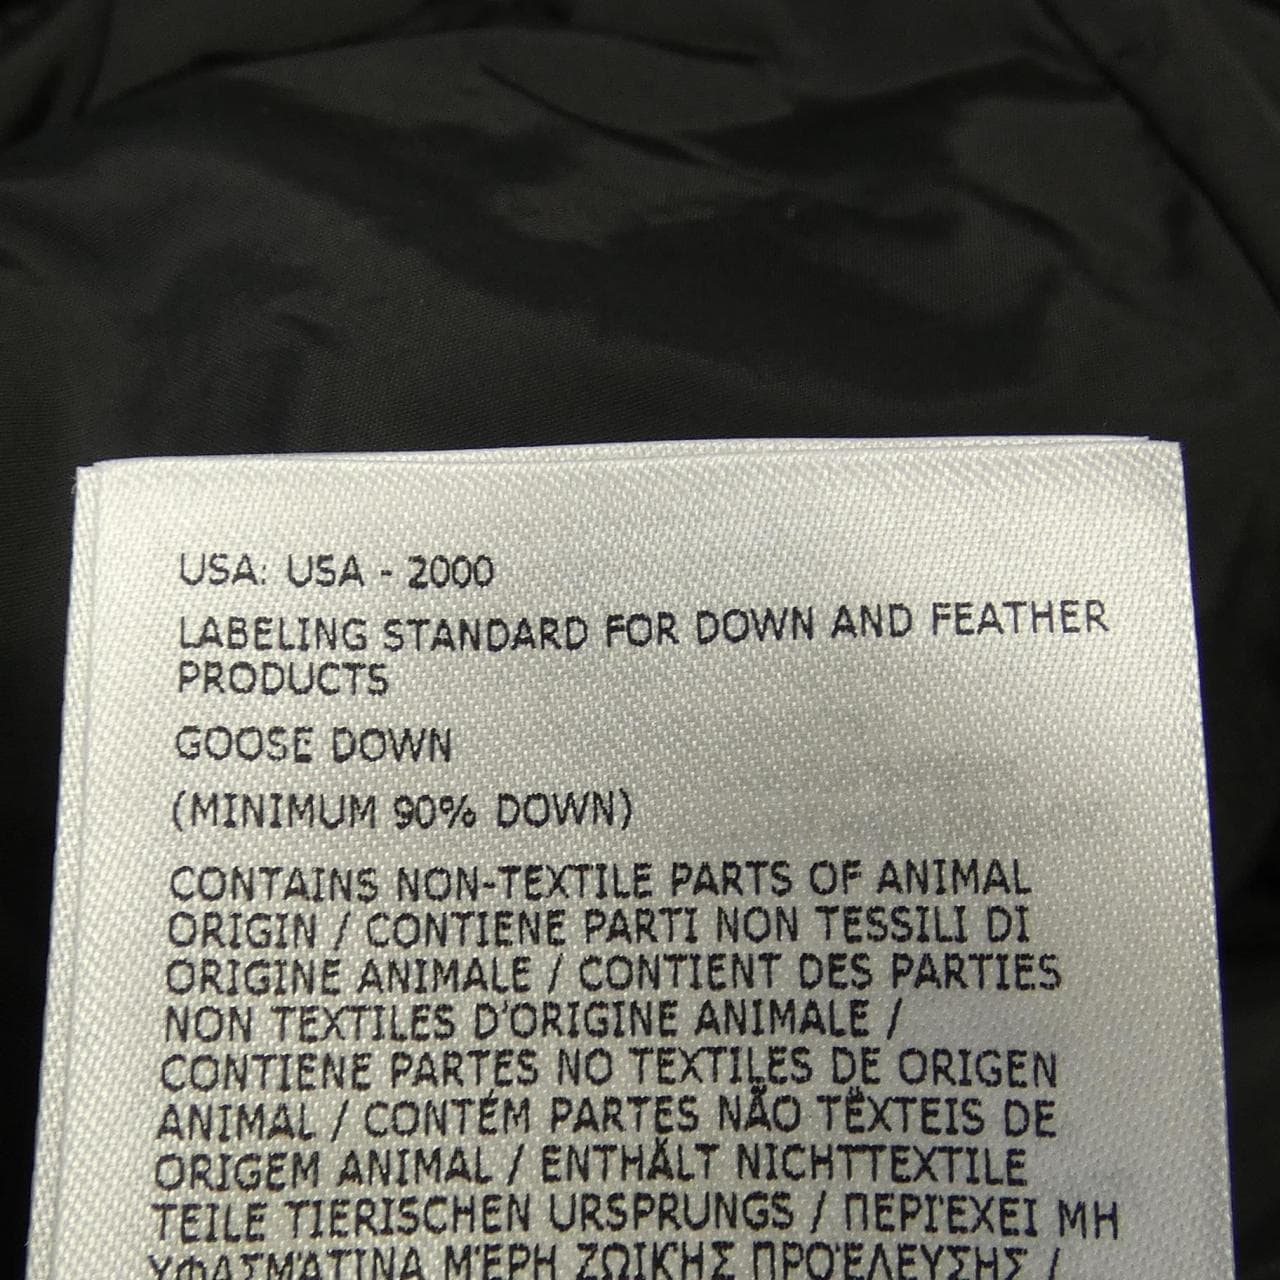 USA: USA - 2000
LABELING STANDARD FOR DOWN AND FEATHER
PRODUCTS
GOOSE DOWN
(MINIMUM 90% DOWN)
CONTAINS NON-TEXTILE PARTS OF ANIMAL
ORIGIN / CONTIENE PARTI NON TESSILI DI
ORIGINE ANIMALE / CONTIENT DES PARTIES
NON TEXTILES D'ORIGINE ANIMALE /
CONTIENE PARTES NO TEXTILES DE ORIGEN
ANIMAL / CONTÉM PARTES NÃO TËXTEIS DE
ORIGEM ANIMAL / ENTHÄLT NICHTTEXTILE
TEILE TIERISCHEN URSPRUNGS / ΠΕΡΙΈΧΕΙ ΜΗ
ΥΦΑΣΜΆΤΙΝΑ ΜΈΡΗ ΖΩΙΚΉΣ ΠΡΟΈΛΕΥΣΗΣ /